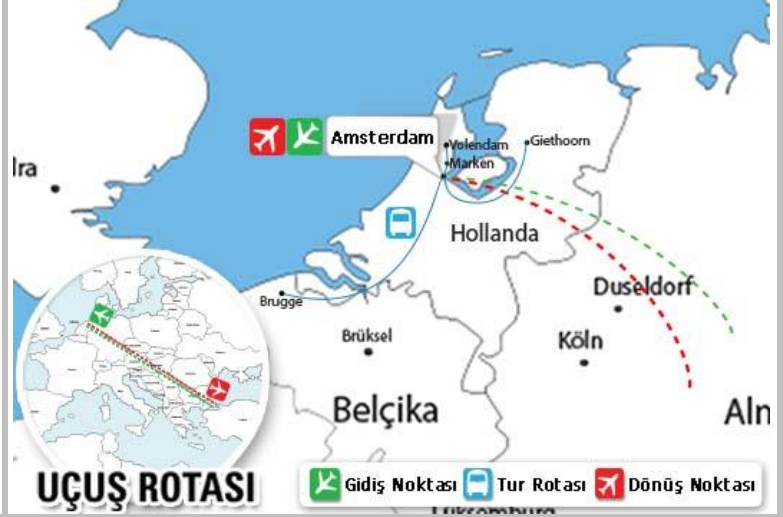 Amsterdam
Volendam
Giethoorn
Marken
lra
Hollanda
Brugge
Duseldorf
Brüksel
Köln
Belçika
Aln
UÇUŞ ROTASI
Gidiş Noktası
Tur Rotası
Dönüş Noktası